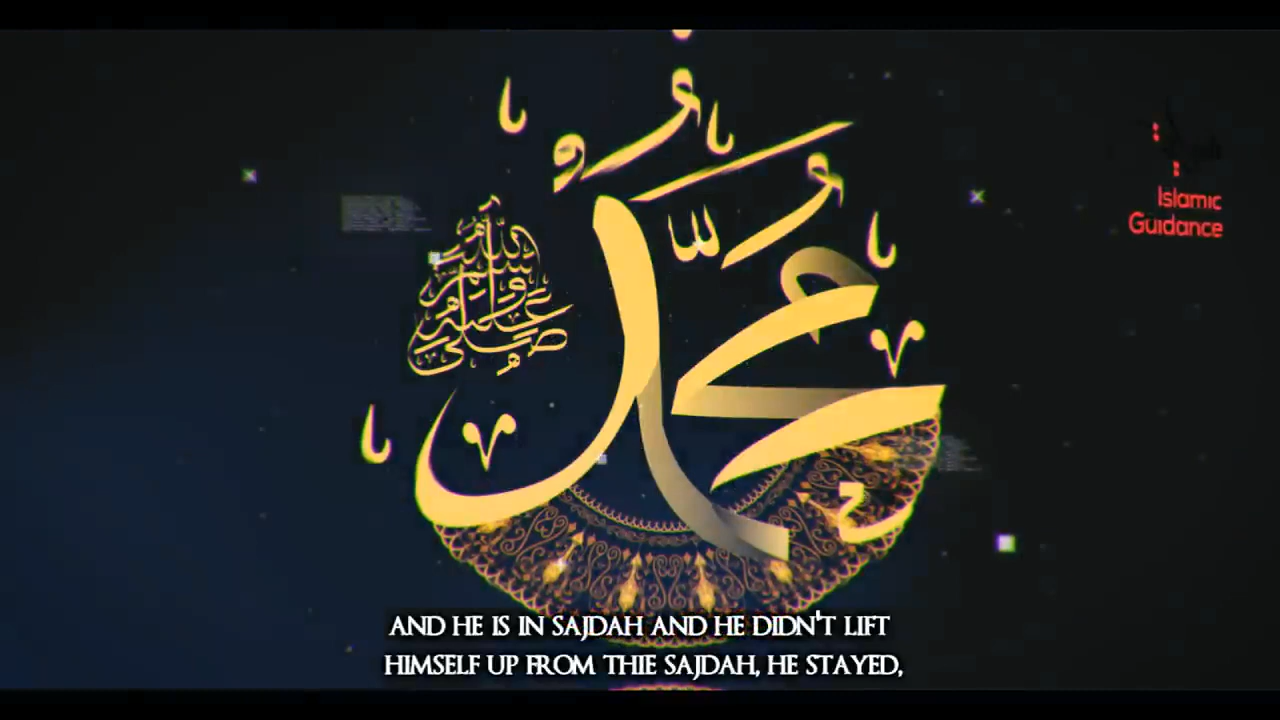 Islamic
Guidance
محمد
صلى الله عليه وسلم
AND HE IS IN SAJDAH AND HE DIDN'T LIFT
HIMSELF UP FROM THIE SAJDAH, HE STAYED,